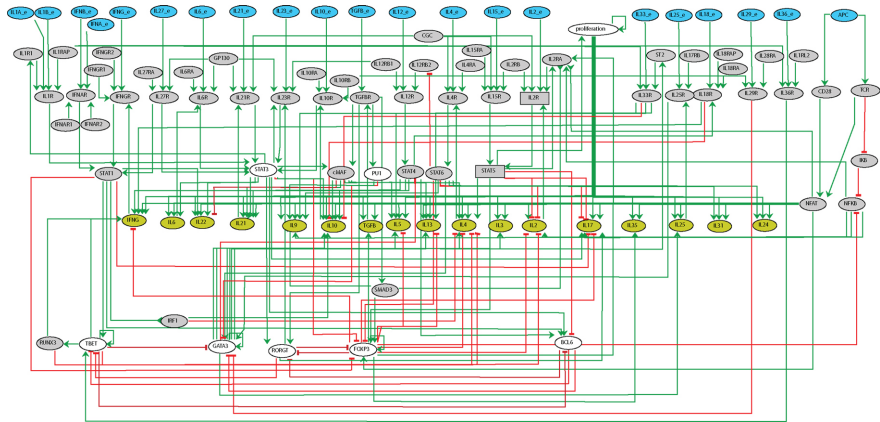 IL1A_e IL1B_e IFNB_e IFNG_e IL27_e IL6_e IL21_e IL23_e IL10_e TGFB_e IL12_e IL4_e IL15_e IL2_e IL33_e IL25_e IL18_e IL29_e IL36_e APC
IFNA_e
proliferation
CGC
IL1R1 IL1RAP IFNGR2 GP130 IL15RA IL2RA ST2 IL17RB IL18RAP IL28RA IL1RL2
IFNGR1 IL27RA IL6RA IL10RA IL10RB IL12RB1 IL12RB2 IL4RA IL2RB IL18RA
IL1R IFNAR IFNGR IL27R IL6R IL21R IL23R IL10R TGFBR IL12R IL4R IL15R IL2R IL33R IL25R IL18R IL29R IL36R CD28 TCR
IFNAR1 IFNAR2
IKB
STAT1 STAT3 cMAF PU1 STAT4 STAT6 STAT5
NFAT NFKB
IFNG IL6 IL22 IL21 IL9 IL10 TGFB IL5 IL13 IL4 IL3 IL2 IL17 IL35 IL25 IL31 IL24
SMAD3
IRF1
RUNX3 TBET GATA3 RORGT FOXP3 BCL6